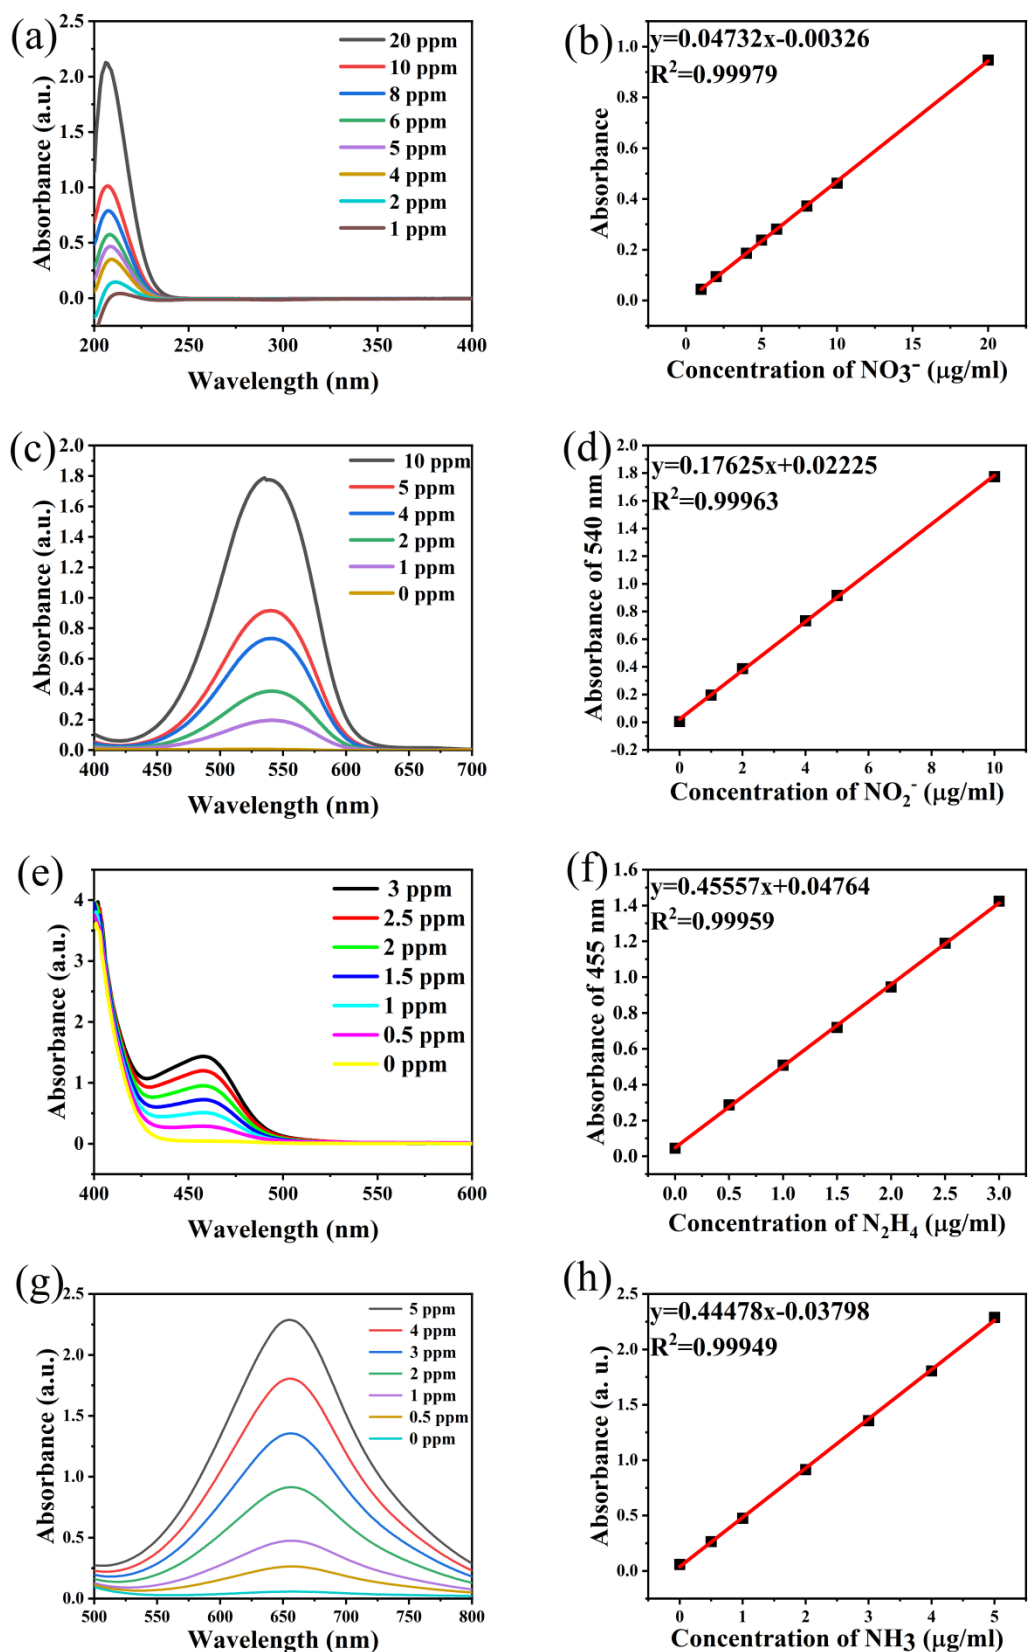 (a)
2.5
2.0
1.5
1.0
0.5
0.0
Absorbance (a.u.)
20 ppm
10 ppm
8 ppm
6 ppm
5 ppm
4 ppm
2 ppm
1 ppm
200 250 300 350 400
Wavelength (nm)
(b)
y=0.04732x-0.00326
R²=0.99979
1.0
0.8
0.6
0.4
0.2
0.0
Absorbance
0 5 10 15 20
Concentration of NO₃⁻ (μg/ml)
(c)
2.0
1.8
1.6
1.4
1.2
1.0
0.8
0.6
0.4
0.2
0.0
Absorbance (a.u.)
10 ppm
5 ppm
4 ppm
2 ppm
1 ppm
0 ppm
400 450 500 550 600 650 700
Wavelength (nm)
(d)
y=0.17625x+0.02225
R²=0.99963
2.0
1.8
1.6
1.4
1.2
1.0
0.8
0.6
0.4
0.2
0.0
-0.2
Absorbance of 540 nm
0 2 4 6 8 10
Concentration of NO₂⁻ (μg/ml)
(e)
4
3
2
1
0
Absorbance (a.u.)
3 ppm
2.5 ppm
2 ppm
1.5 ppm
1 ppm
0.5 ppm
0 ppm
400 450 500 550 600
Wavelength (nm)
(f)
y=0.45557x+0.04764
R²=0.99959
1.6
1.4
1.2
1.0
0.8
0.6
0.4
0.2
0.0
Absorbance of 455 nm
0.0 0.5 1.0 1.5 2.0 2.5 3.0
Concentration of N₂H₄ (μg/ml)
(g)
2.5
2.0
1.5
1.0
0.5
0.0
Absorbance (a.u.)
5 ppm
4 ppm
3 ppm
2 ppm
1 ppm
0.5 ppm
0 ppm
500 550 600 650 700 750 800
Wavelength (nm)
(h)
y=0.44478x-0.03798
R²=0.99949
2.5
2.0
1.5
1.0
0.5
0.0
Absorbance (a. u.)
0 1 2 3 4 5
Concentration of NH3 (μg/ml)